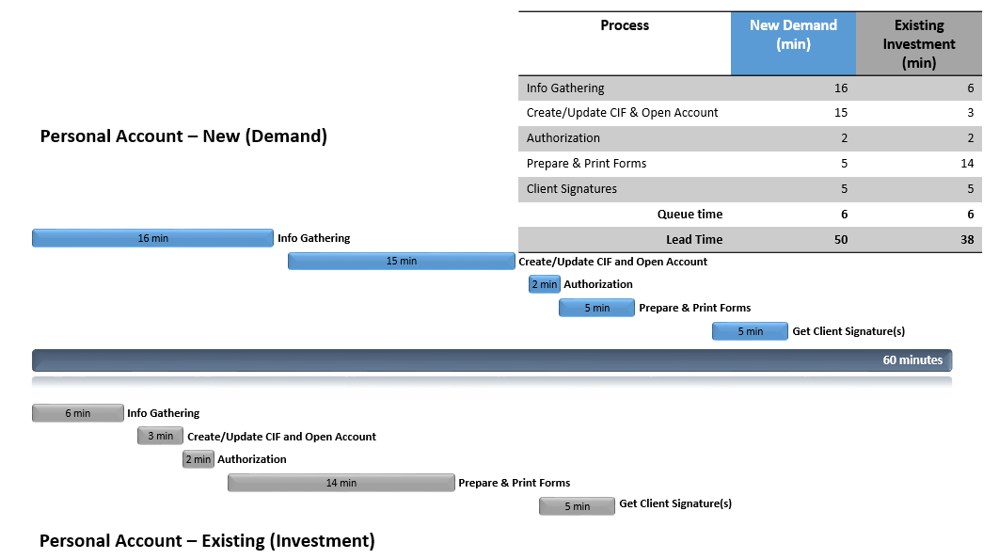 Process New Demand (min) Existing Investment (min)
Info Gathering 16 6
Create/Update CIF & Open Account 15 3
Authorization 2 2
Prepare & Print Forms 5 14
Client Signatures 5 5
Queue time 6 6
Lead Time 50 38
Personal Account – New (Demand)
16 min Info Gathering
15 min Create/Update CIF and Open Account
2 min Authorization
5 min Prepare & Print Forms
5 min Get Client Signature(s)
60 minutes
6 min Info Gathering
3 min Create/Update CIF and Open Account
2 min Authorization
14 min Prepare & Print Forms
5 min Get Client Signature(s)
Personal Account – Existing (Investment)